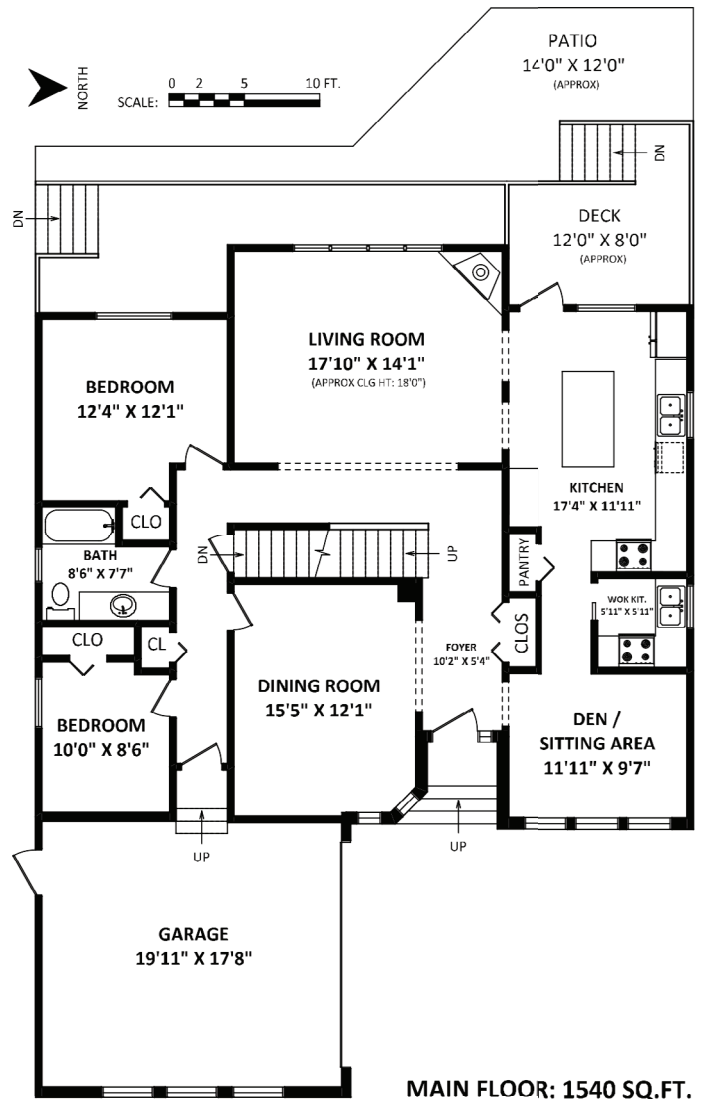 PATIO
14'0" X 12'0"
(APPROX)
NORTH
0 2 5 10 FT.
SCALE:
DN
DN
DECK
12'0" X 8'0"
(APPROX)
LIVING ROOM
17'10" X 14'1"
(APPROX CLG HT: 18'0")
BEDROOM
12'4" X 12'1"
KITCHEN
17'4" X 11'11"
CLO
BATH
8'6" X 7'7"
DN
UP
PANTRY
WOK KIT.
5'11" X 5'11"
CLO
CL
CLOS
FOYER
10'2" X 5'4"
DINING ROOM
15'5" X 12'1"
BEDROOM
10'0" X 8'6"
DEN /
SITTING AREA
11'11" X 9'7"
UP
UP
GARAGE
19'11" X 17'8"
MAIN FLOOR: 1540 SQ.FT.